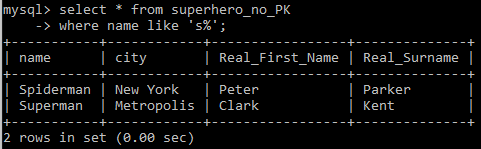 mysql> select * from superhero_no_PK
    -> where name like 's%';
+-----------+------------+-----------------+--------------+
| name      | city       | Real_First_Name | Real_Surname |
+-----------+------------+-----------------+--------------+
| Spiderman | New York   | Peter           | Parker       |
| Superman  | Metropolis | Clark           | Kent         |
+-----------+------------+-----------------+--------------+
2 rows in set (0.00 sec)